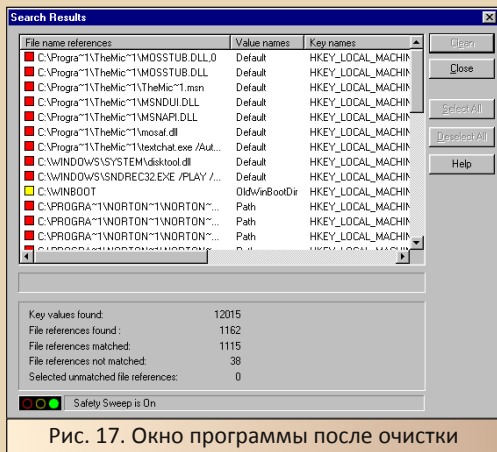 Search Results
File name references Value names Key names
C:\Progra~1\TheMic~1\MOSSTUB.DLL,0 Default HKEY_LOCAL_MACHIN
C:\Progra~1\TheMic~1\MOSSTUB.DLL Default HKEY_LOCAL_MACHIN
C:\Progra~1\TheMic~1\TheMic~1.msn Default HKEY_LOCAL_MACHIN
C:\Progra~1\TheMic~1\MSNDUI.DLL Default HKEY_LOCAL_MACHIN
C:\Progra~1\TheMic~1\MSNAPI.DLL Default HKEY_LOCAL_MACHIN
C:\Progra~1\TheMic~1\mosaf.dll Default HKEY_LOCAL_MACHIN
C:\Progra~1\TheMic~1\textchat.exe /Aut... Default HKEY_LOCAL_MACHIN
C:\WINDOWS\SYSTEM\disktool.dll Default HKEY_LOCAL_MACHIN
C:\WINDOWS\SNDREC32.EXE /PLAY /... Default HKEY_LOCAL_MACHIN
C:\WINBOOT OldWinBootDir HKEY_LOCAL_MACHIN
C:\PROGRA~1\NORTON~1\NORTON~... Path HKEY_LOCAL_MACHIN
C:\PROGRA~1\NORTON~1\NORTON~... Path HKEY_LOCAL_MACHIN
C:\PROGRA~1\NORTON~1\NORTON~... Path HKEY_LOCAL_MACHIN
Clean
Close
Select All
Deselect All
Help
Key values found: 12015
File references found : 1162
File references matched: 1115
File references not matched: 38
Selected unmatched file references: 0
Safety Sweep is On
Рис. 17. Окно программы после очистки